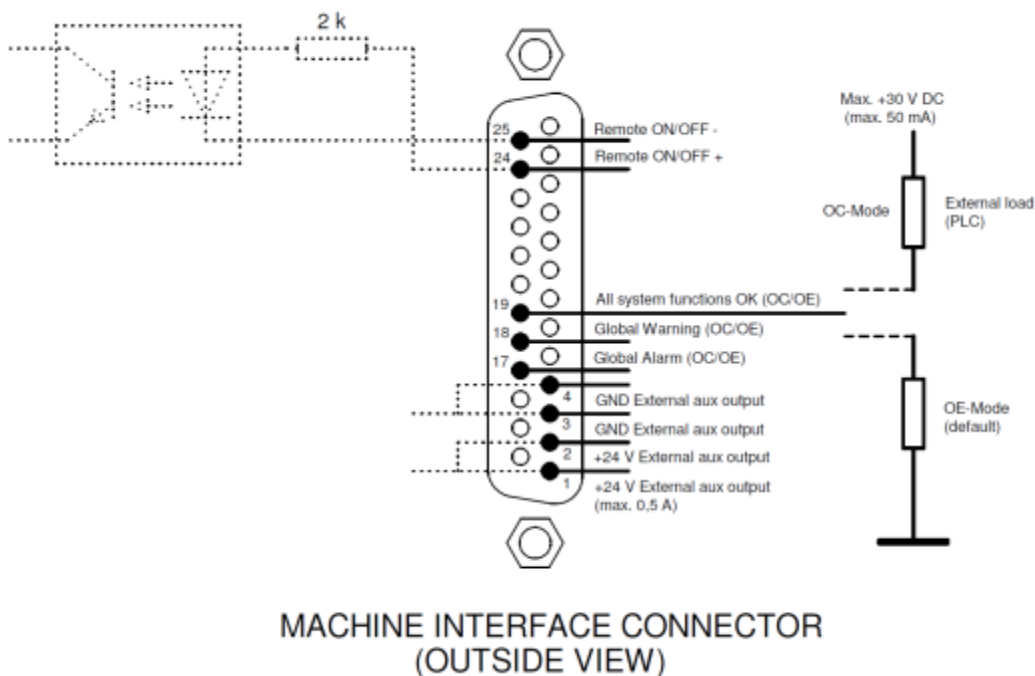 2 k
25
Remote ON/OFF -
24
Remote ON/OFF +
Max. +30 V DC
(max. 50 mA)
OC-Mode
External load
(PLC)
19
All system functions OK (OC/OE)
18
Global Warning (OC/OE)
17
Global Alarm (OC/OE)
4
GND External aux output
3
GND External aux output
2
+24 V External aux output
1
+24 V External aux output
(max. 0,5 A)
OE-Mode
(default)
MACHINE INTERFACE CONNECTOR
(OUTSIDE VIEW)